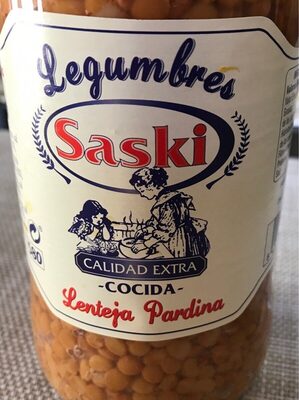 Legumbres
Saski
CALIDAD EXTRA
-COCIDA-
Lenteja Pardina